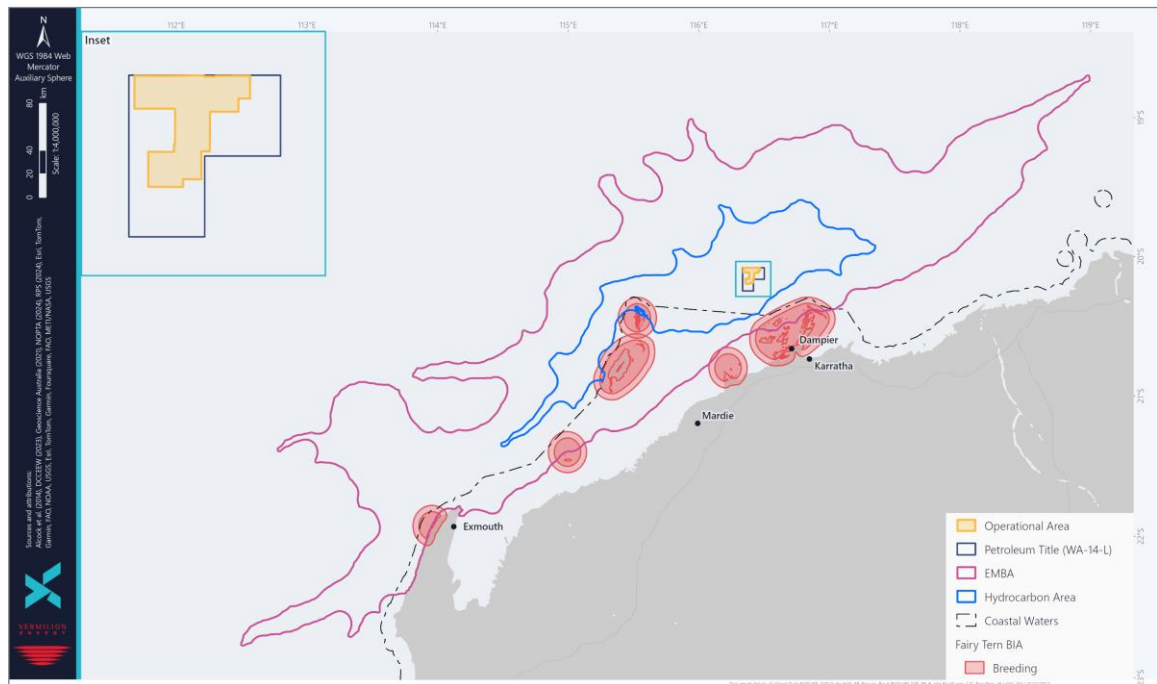 N
WGS 1984 Web
Mercator
Auxiliary Sphere
km
0 20 40 80
Scale: 1:4,000,000
Sources and attributions:
Alcock et al. (2014), DCCEEW (2023), Geoscience Australia (2021), NOPTA (2024), RPS (2024), Esri, TomTom,
Garmin, FAO, NOAA, USGS, Esri, TomTom, Garmin, Foursquare, FAO, METI/NASA, USGS
VERMILION
ENERGY
112°E 113°E 114°E 115°E 116°E 117°E 118°E 119°E
Inset
19°S
20°S
21°S
22°S
23°S
Dampier
Karratha
Mardie
Exmouth
Operational Area
Petroleum Title (WA-14-L)
EMBA
Hydrocarbon Area
Coastal Waters
Fairy Tern BIA
Breeding